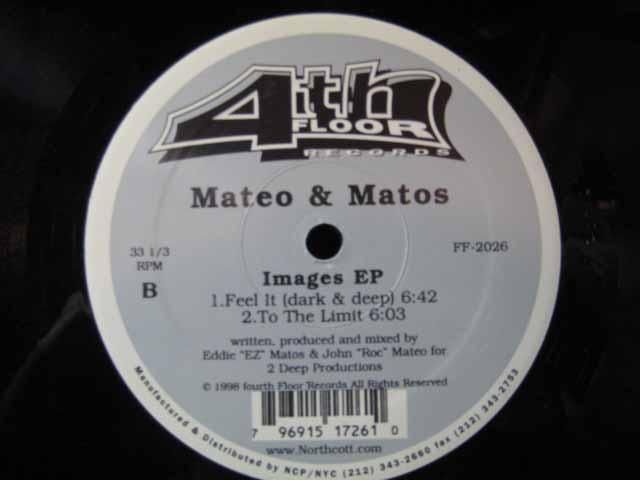 4th
FLOOR
RECORDS
Mateo & Matos
33 1/3
RPM
B
FF-2026
Images EP
1.Feel It (dark & deep) 6:42
2.To The Limit 6:03
written, produced and mixed by
Eddie "EZ" Matos & John "Roc" Mateo for
2 Deep Productions
© 1998 fourth Floor Records All Rights Reserved
7 96915 17261 0
www.Northcott.com
Manufactured & Distributed by NCP/NYC (212) 343-2660 fax (212) 343-2753